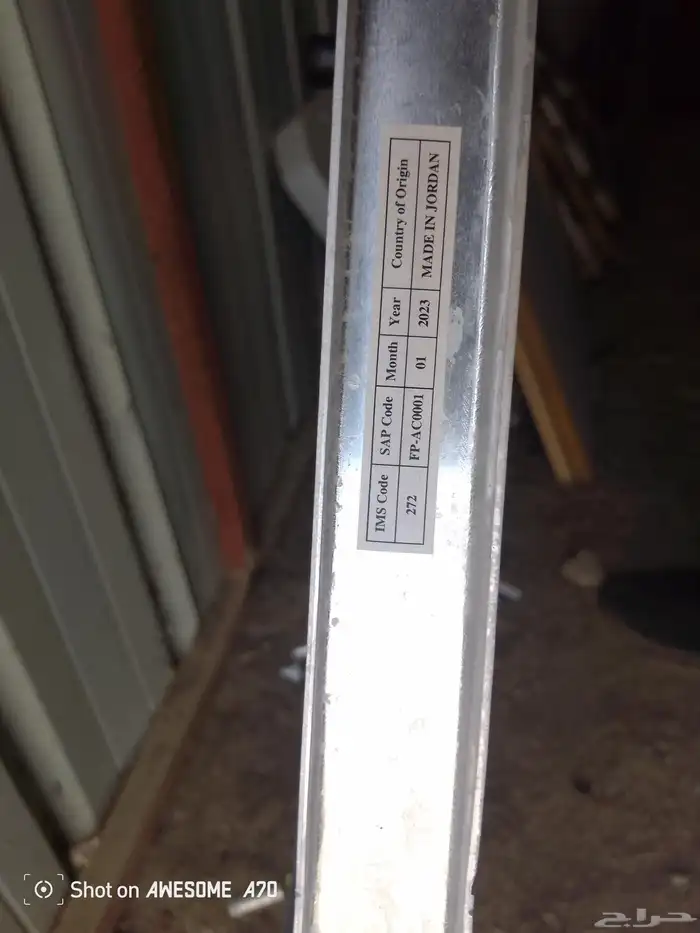 IMS Code SAP Code Month Year Country of Origin
272 FP-AC0001 01 2023 MADE IN JORDAN
Shot on AWESOME A70
حراج